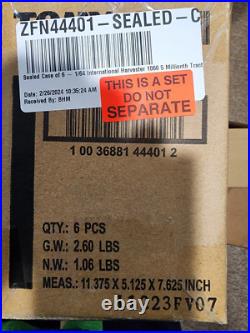 ZFN44401-SEALED-C
Sealed Case of 6 - 1/64 International Harvester 1066 5 Millionth Tract
Date: 2/29/2024 10:35:24 AM
Received By: BHM
THIS IS A SET
DO NOT
SEPARATE
1 00 36881 44401 2
QTY.: 6 PCS
G.W.: 2.60 LBS
N.W.: 1.06 LBS
MEAS.: 11.375 X 5.125 X 7.625 INCH